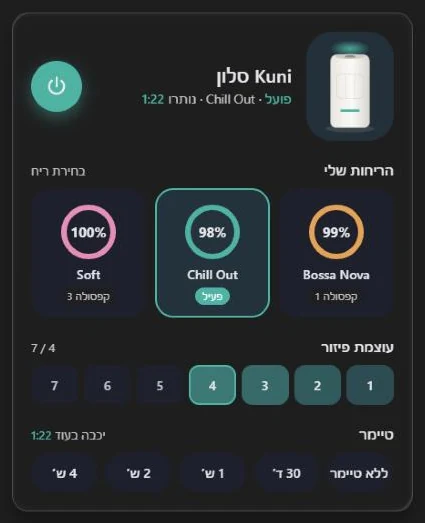 Kuni סלון
פועל · Chill Out · נותרו 1:22
הריחות שלי
בחירת ריח
99%
Bossa Nova
קפסולה 1
98%
Chill Out
פעיל
100%
Soft
קפסולה 3
עוצמת פיזור
7 / 4
1
2
3
4
5
6
7
טיימר
יכבה בעוד 1:22
ללא טיימר
30 ד׳
1 ש׳
2 ש׳
4 ש׳